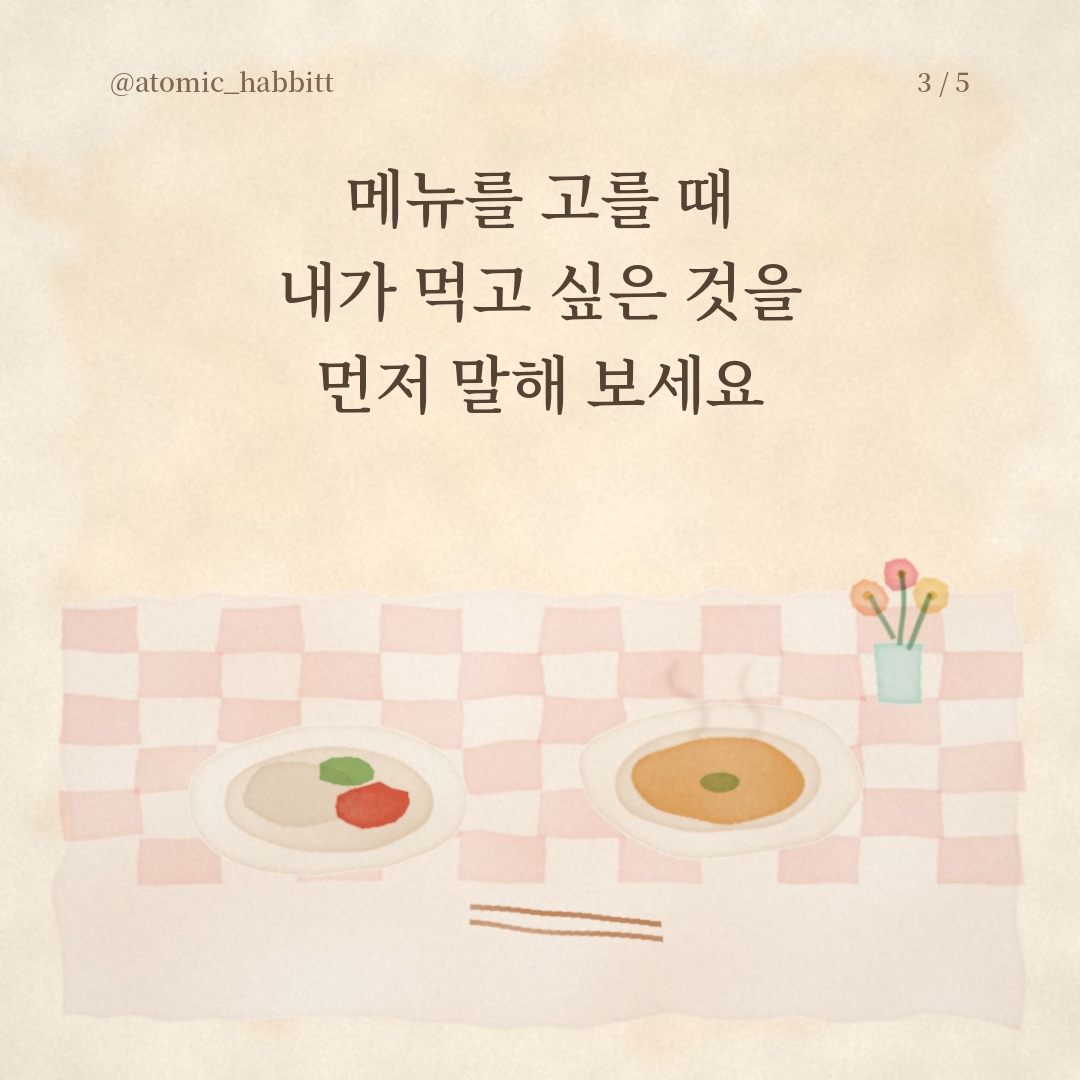 @atomic_habbitt
3 / 5
메뉴를 고를 때
내가 먹고 싶은 것을
먼저 말해 보세요